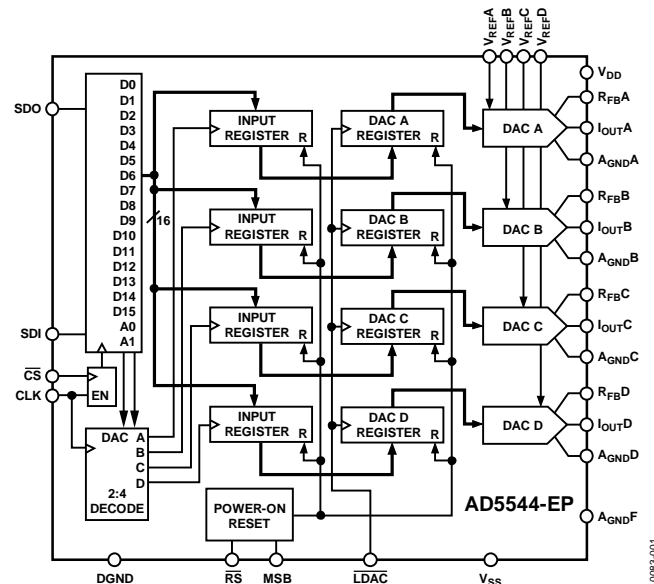 VREFA VREFB VREFC VREFD
VDD
SDO
D0
D1
D2
D3
D4
D5
D6
D7
D8
D9
D10
D11
D12
D13
D14
D15
A0
A1
16
SDI
CS
CLK
EN
DAC A
B
C
D
2:4
DECODE
INPUT
REGISTER R
DAC A
REGISTER R
DAC A
RFBA
IOUTA
AGNDA
INPUT
REGISTER R
DAC B
REGISTER R
DAC B
RFBB
IOUTB
AGNDB
INPUT
REGISTER R
DAC C
REGISTER R
DAC C
RFBC
IOUTC
AGNDC
INPUT
REGISTER R
DAC D
REGISTER R
DAC D
RFBD
IOUTD
AGNDD
POWER-ON
RESET
AD5544-EP
AGNDF
DGND
RS
MSB
LDAC
VSS